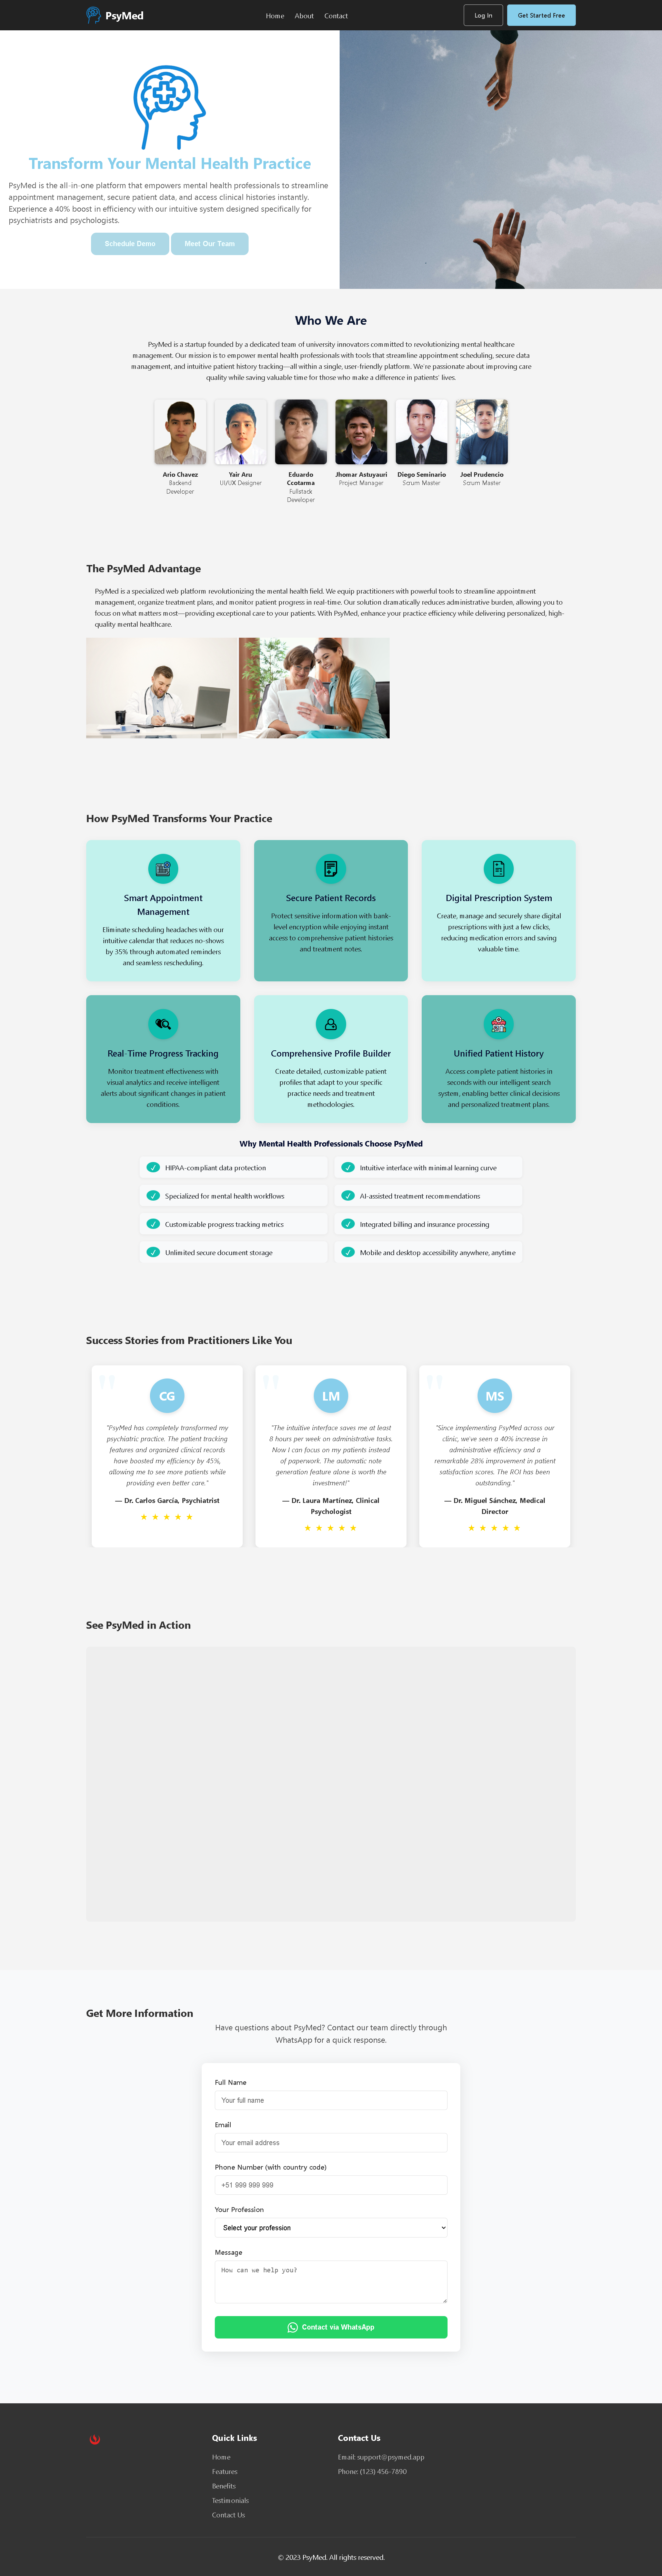 PsyMed
Home
About
Contact
Log In
Get Started Free
Transform Your Mental Health Practice
PsyMed is the all-in-one platform that empowers mental health professionals to streamline
appointment management, secure patient data, and access clinical histories instantly.
Experience a 40% boost in efficiency with our intuitive system designed specifically for
psychiatrists and psychologists.
Schedule Demo
Meet Our Team
Who We Are
PsyMed is a startup founded by a dedicated team of university innovators committed to revolutionizing mental healthcare
management. Our mission is to empower mental health professionals with tools that streamline appointment scheduling, secure data
management, and intuitive patient history tracking—all within a single, user-friendly platform. We're passionate about improving care
quality while saving valuable time for those who make a difference in patients' lives.
Ario Chavez
Backend
Developer
Yair Aru
UI/UX Designer
Eduardo
Ccotarma
Fullstack
Developer
Jhomar Astuyauri
Project Manager
Diego Seminario
Scrum Master
Joel Prudencio
Scrum Master
The PsyMed Advantage
PsyMed is a specialized web platform revolutionizing the mental health field. We equip practitioners with powerful tools to streamline appointment
management, organize treatment plans, and monitor patient progress in real-time. Our solution dramatically reduces administrative burden, allowing you to
focus on what matters most—providing exceptional care to your patients. With PsyMed, enhance your practice efficiency while delivering personalized, high-
quality mental healthcare.
How PsyMed Transforms Your Practice
Smart Appointment
Management
Eliminate scheduling headaches with our
intuitive calendar that reduces no-shows
by 35% through automated reminders
and seamless rescheduling.
Secure Patient Records
Protect sensitive information with bank-
level encryption while enjoying instant
access to comprehensive patient histories
and treatment notes.
Digital Prescription System
Create, manage and securely share digital
prescriptions with just a few clicks,
reducing medication errors and saving
valuable time.
Real-Time Progress Tracking
Monitor treatment effectiveness with
visual analytics and receive intelligent
alerts about significant changes in patient
conditions.
Comprehensive Profile Builder
Create detailed, customizable patient
profiles that adapt to your specific
practice needs and treatment
methodologies.
Unified Patient History
Access complete patient histories in
seconds with our intelligent search
system, enabling better clinical decisions
and personalized treatment plans.
Why Mental Health Professionals Choose PsyMed
✓ HIPAA-compliant data protection
✓ Intuitive interface with minimal learning curve
✓ Specialized for mental health workflows
✓ AI-assisted treatment recommendations
✓ Customizable progress tracking metrics
✓ Integrated billing and insurance processing
✓ Unlimited secure document storage
✓ Mobile and desktop accessibility anywhere, anytime
Success Stories from Practitioners Like You
"
CG
"PsyMed has completely transformed my
psychiatric practice. The patient tracking
features and organized clinical records
have boosted my efficiency by 45%,
allowing me to see more patients while
providing even better care."
— Dr. Carlos García, Psychiatrist
★ ★ ★ ★ ★
"
LM
"The intuitive interface saves me at least
8 hours per week on administrative tasks.
Now I can focus on my patients instead
of paperwork. The automatic note
generation feature alone is worth the
investment!"
— Dr. Laura Martínez, Clinical
Psychologist
★ ★ ★ ★ ★
"
MS
"Since implementing PsyMed across our
clinic, we've seen a 40% increase in
administrative efficiency and a
remarkable 28% improvement in patient
satisfaction scores. The ROI has been
outstanding."
— Dr. Miguel Sánchez, Medical
Director
★ ★ ★ ★ ★
See PsyMed in Action
Get More Information
Have questions about PsyMed? Contact our team directly through
WhatsApp for a quick response.
Full Name
Your full name
Email
Your email address
Phone Number (with country code)
+51 999 999 999
Your Profession
Select your profession
Message
How can we help you?
Contact via WhatsApp
Quick Links
Home
Features
Benefits
Testimonials
Contact Us
Contact Us
Email: support@psymed.app
Phone: (123) 456-7890
© 2023 PsyMed. All rights reserved.